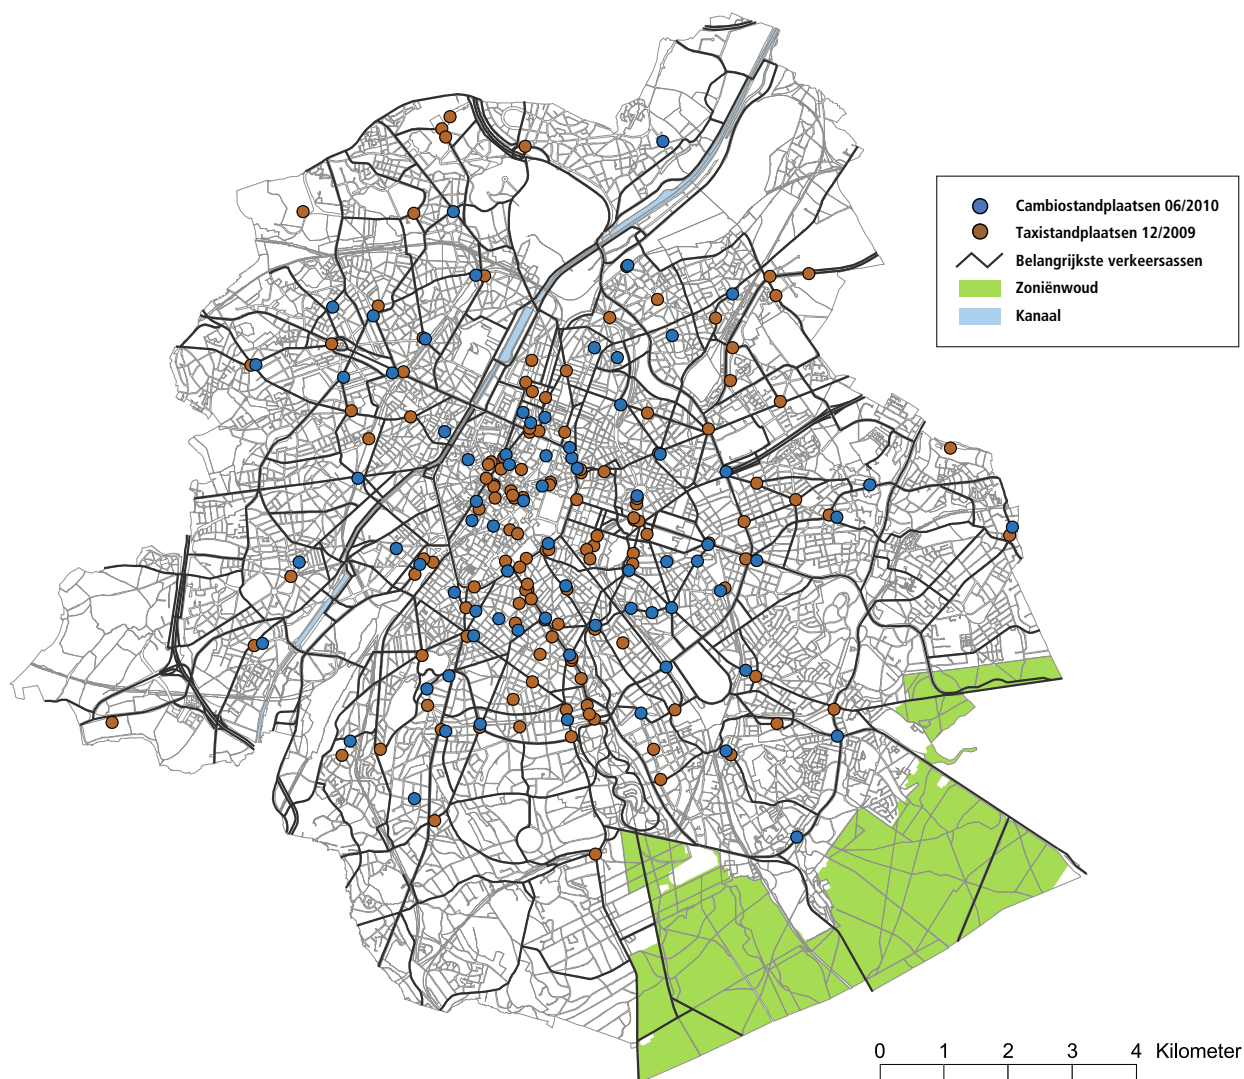 Cambiostandplaatsen 06/2010
Taxistandplaatsen 12/2009
Belangrijkste verkeersassen
Zoniënwoud
Kanaal
0 1 2 3 4 Kilometer